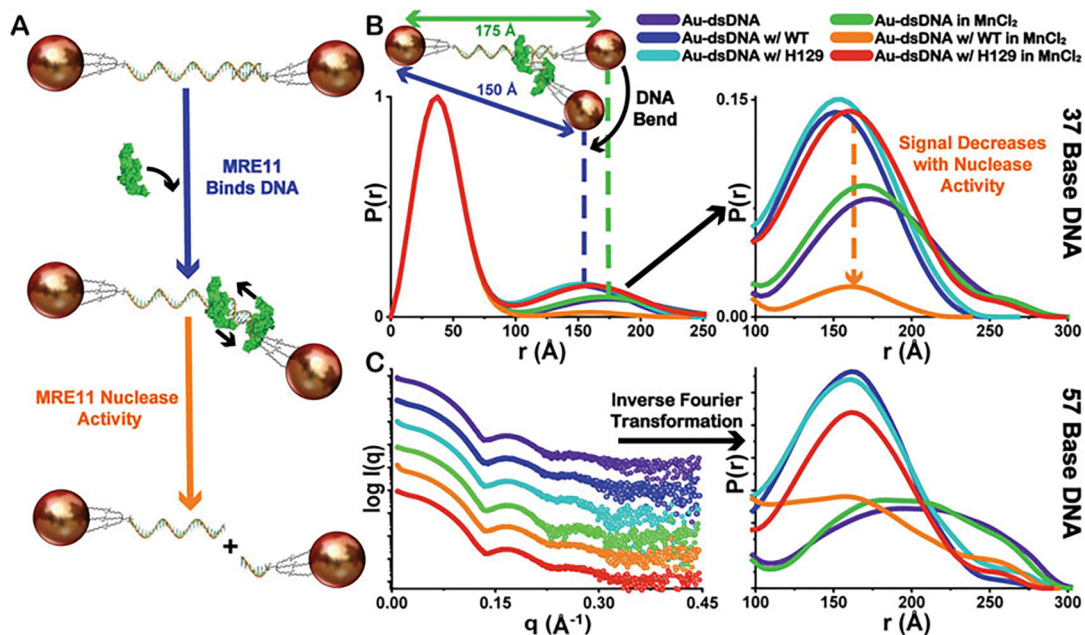 A
MRE11
Binds DNA
MRE11 Nuclease
Activity
+
B
175 Å
150 Å
DNA
Bend
Au-dsDNA
Au-dsDNA w/ WT
Au-dsDNA w/ H129
Au-dsDNA in MnCl₂
Au-dsDNA w/ WT in MnCl₂
Au-dsDNA w/ H129 in MnCl₂
1
P(r)
0
0 50 100 150 200 250
r (Å)
0.15
P(r)
0.00
Signal Decreases
with Nuclease
Activity
100 150 200 250 300
r (Å)
37 Base DNA
C
log I(q)
0.00 0.15 0.30 0.45
q (Å⁻¹)
Inverse Fourier
Transformation
P(r)
100 150 200 250 300
r (Å)
57 Base DNA